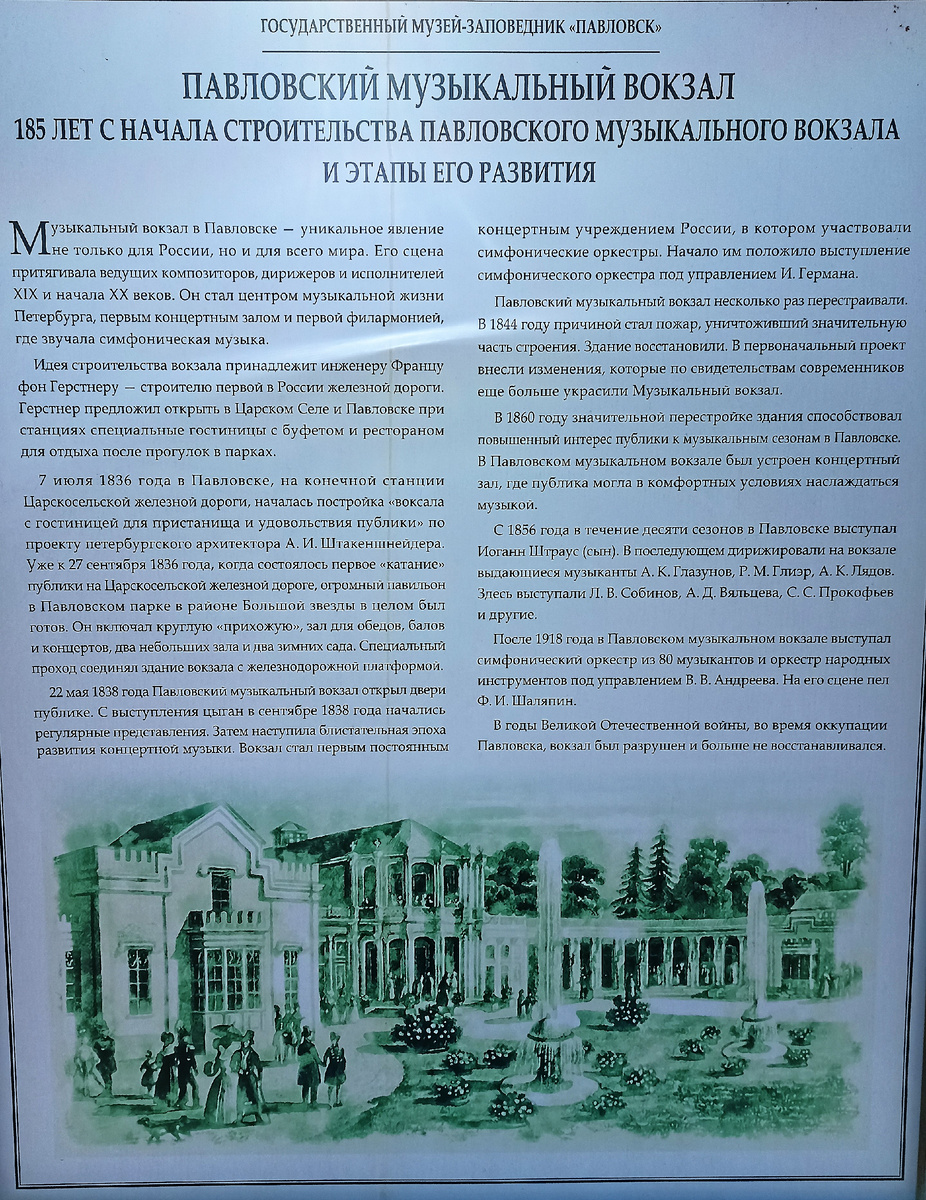 ГОСУДАРСТВЕННЫЙ МУЗЕЙ-ЗАПОВЕДНИК «ПАВЛОВСК»
ПАВЛОВСКИЙ МУЗЫКАЛЬНЫЙ ВОКЗАЛ
185 ЛЕТ С НАЧАЛА СТРОИТЕЛЬСТВА ПАВЛОВСКОГО МУЗЫКАЛЬНОГО ВОКЗАЛА
И ЭТАПЫ ЕГО РАЗВИТИЯ
Музыкальный вокзал в Павловске — уникальное явление
не только для России, но и для всего мира. Его сцена
притягивала ведущих композиторов, дирижеров и исполнителей
XIX и начала XX веков. Он стал центром музыкальной жизни
Петербурга, первым концертным залом и первой филармонией,
где звучала симфоническая музыка.
Идея строительства вокзала принадлежит инженеру Францу
фон Герстнеру — строителю первой в России железной дороги.
Герстнер предложил открыть в Царском Селе и Павловске при
станциях специальные гостиницы с буфетом и рестораном
для отдыха после прогулок в парках.
7 июля 1836 года в Павловске, на конечной станции
Царскосельской железной дороги, началась постройка «воксала
с гостиницей для пристанища и удовольствия публики» по
проекту петербургского архитектора А. И. Штакеншнейдера.
Уже к 27 сентября 1836 года, когда состоялось первое «катание»
публики на Царскосельской железной дороге, огромный павильон
в Павловском парке в районе Большой звезды в целом был
готов. Он включал круглую «прихожую», зал для обедов, балов
и концертов, два небольших зала и два зимних сада. Специальный
проход соединял здание вокзала с железнодорожной платформой.
22 мая 1838 года Павловский музыкальный вокзал открыл двери
публике. С выступления цыган в сентябре 1838 года начались
регулярные представления. Затем наступила блистательная эпоха
развития концертной музыки. Вокзал стал первым постоянным
концертным учреждением России, в котором участвовали
симфонические оркестры. Начало им положило выступление
симфонического оркестра под управлением И. Германа.
Павловский музыкальный вокзал несколько раз перестраивали.
В 1844 году причиной стал пожар, уничтоживший значительную
часть строения. Здание восстановили. В первоначальный проект
внесли изменения, которые по свидетельствам современников
еще больше украсили Музыкальный вокзал.
В 1860 году значительной перестройке здания способствовал
повышенный интерес публики к музыкальным сезонам в Павловске.
В Павловском музыкальном вокзале был устроен концертный
зал, где публика могла в комфортных условиях наслаждаться
музыкой.
С 1856 года в течение десяти сезонов в Павловске выступал
Иоганн Штраус (сын). В последующем дирижировали на вокзале
выдающиеся музыканты А. К. Глазунов, Р. М. Глиэр, А. К. Лядов.
Здесь выступали Л. В. Собинов, А. Д. Вяльцева, С. С. Прокофьев
и другие.
После 1918 года в Павловском музыкальном вокзале выступал
симфонический оркестр из 80 музыкантов и оркестр народных
инструментов под управлением В. В. Андреева. На его сцене пел
Ф. И. Шаляпин.
В годы Великой Отечественной войны, во время оккупации
Павловска, вокзал был разрушен и больше не восстанавливался.